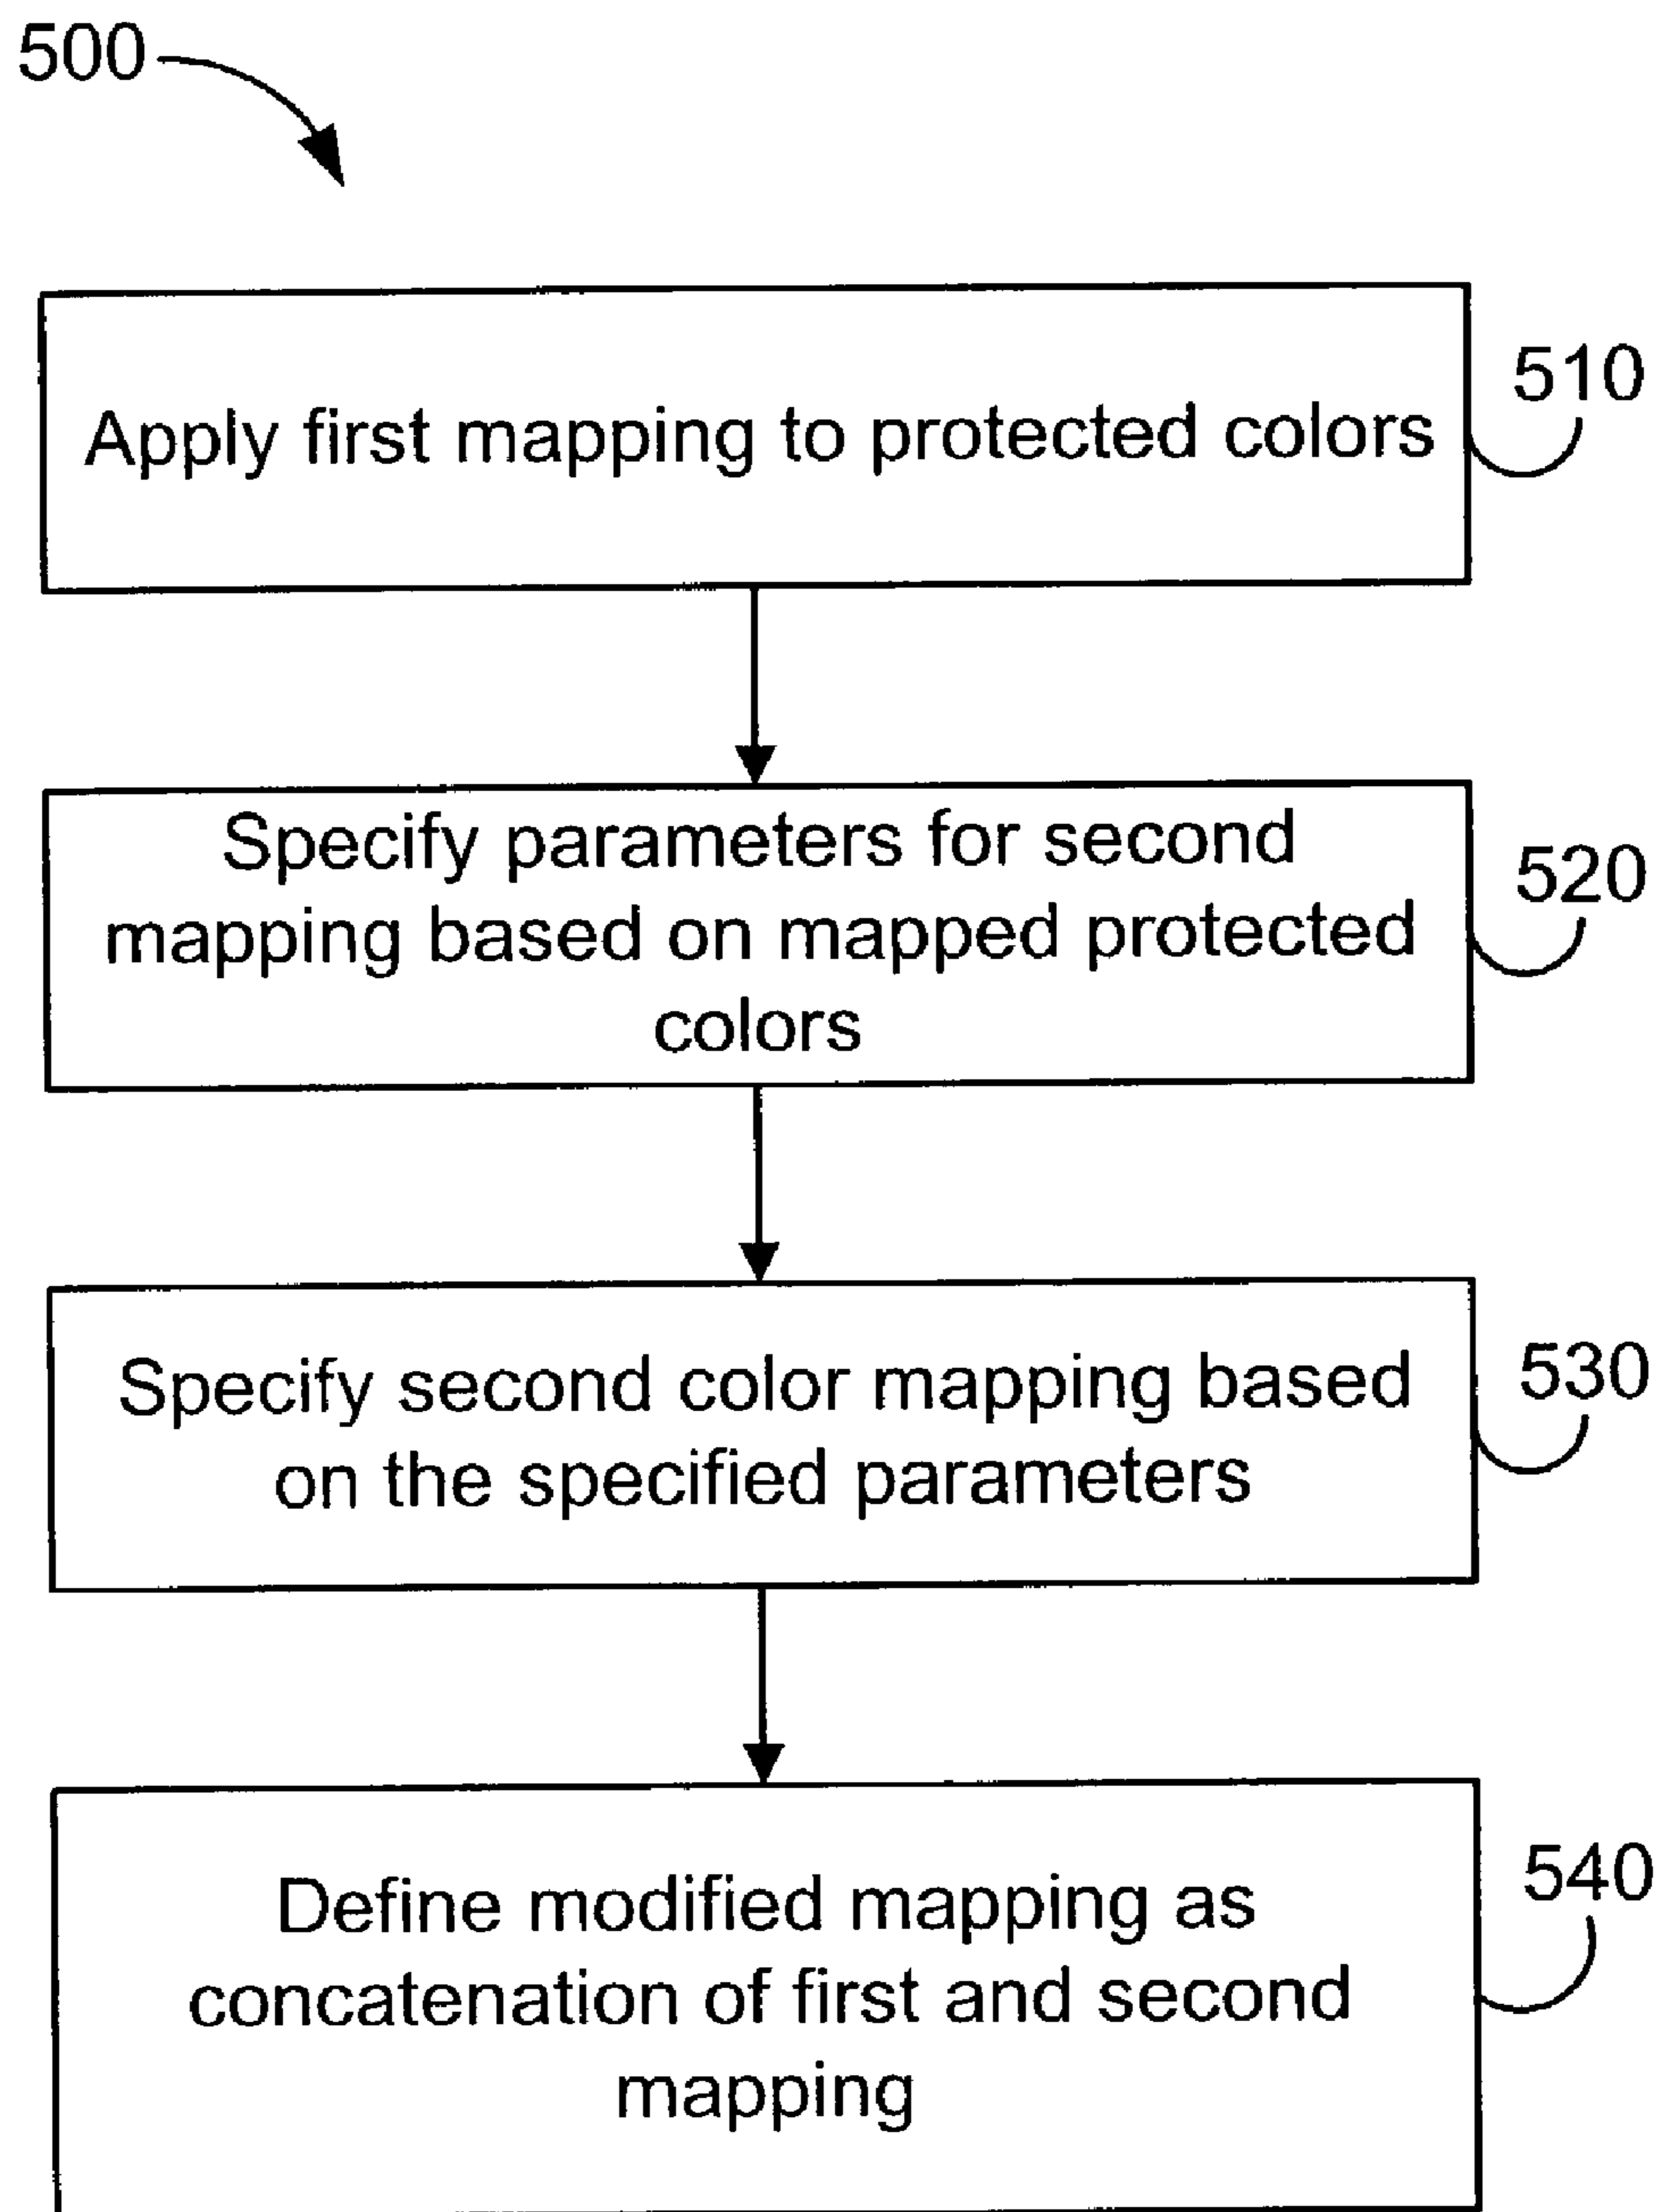 500
Apply first mapping to protected colors
510
Specify parameters for second
mapping based on mapped protected
colors
520
Specify second color mapping based
on the specified parameters
530
Define modified mapping as
concatenation of first and second
mapping
540